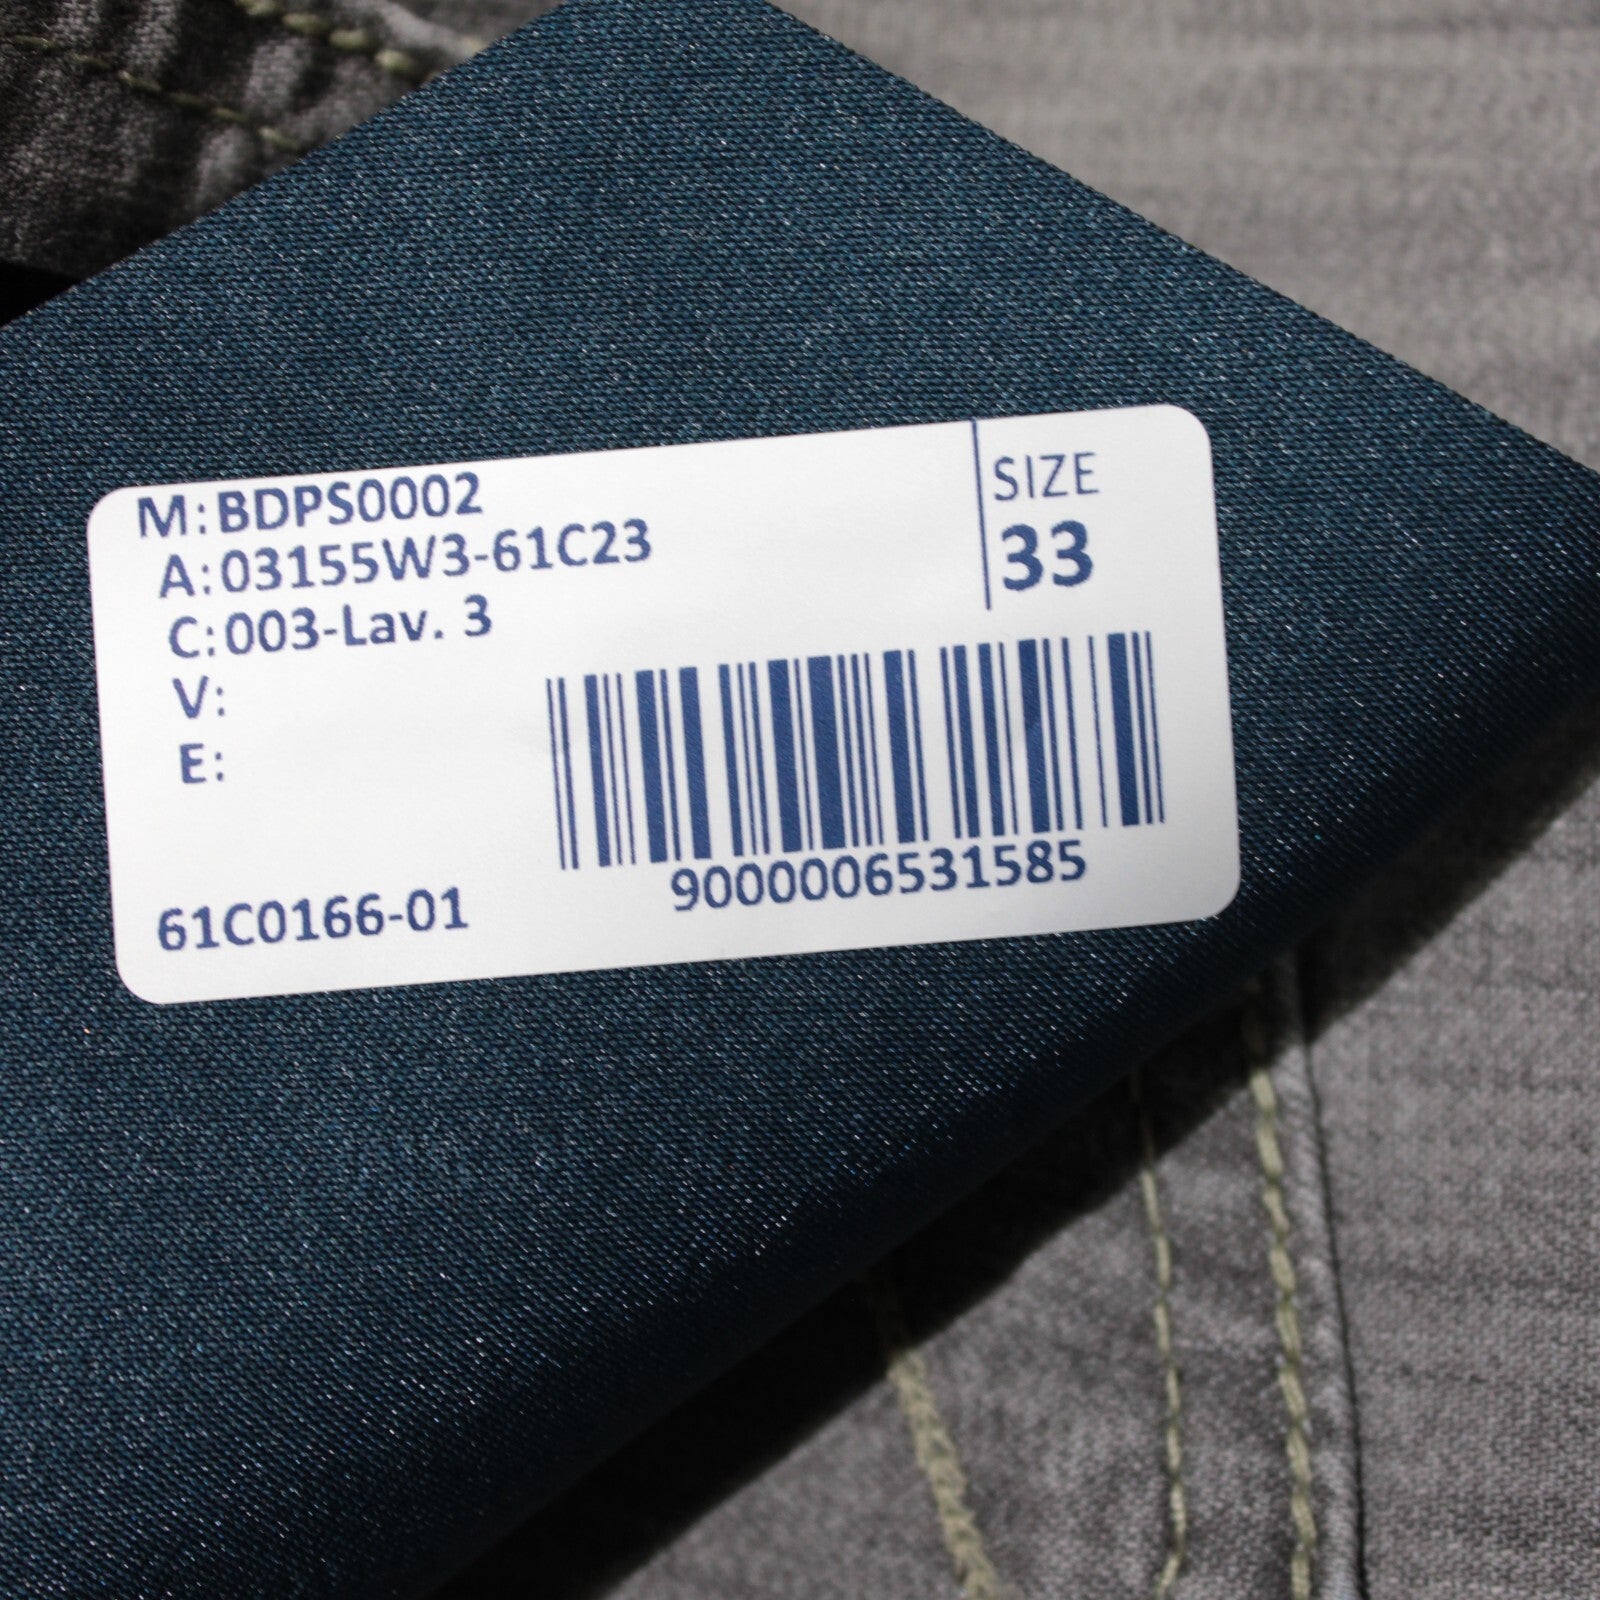 M: BDPS0002
A: 03155W3-61C23
C: 003-Lav. 3
V:
E:
SIZE
33
9000006531585
61C0166-01